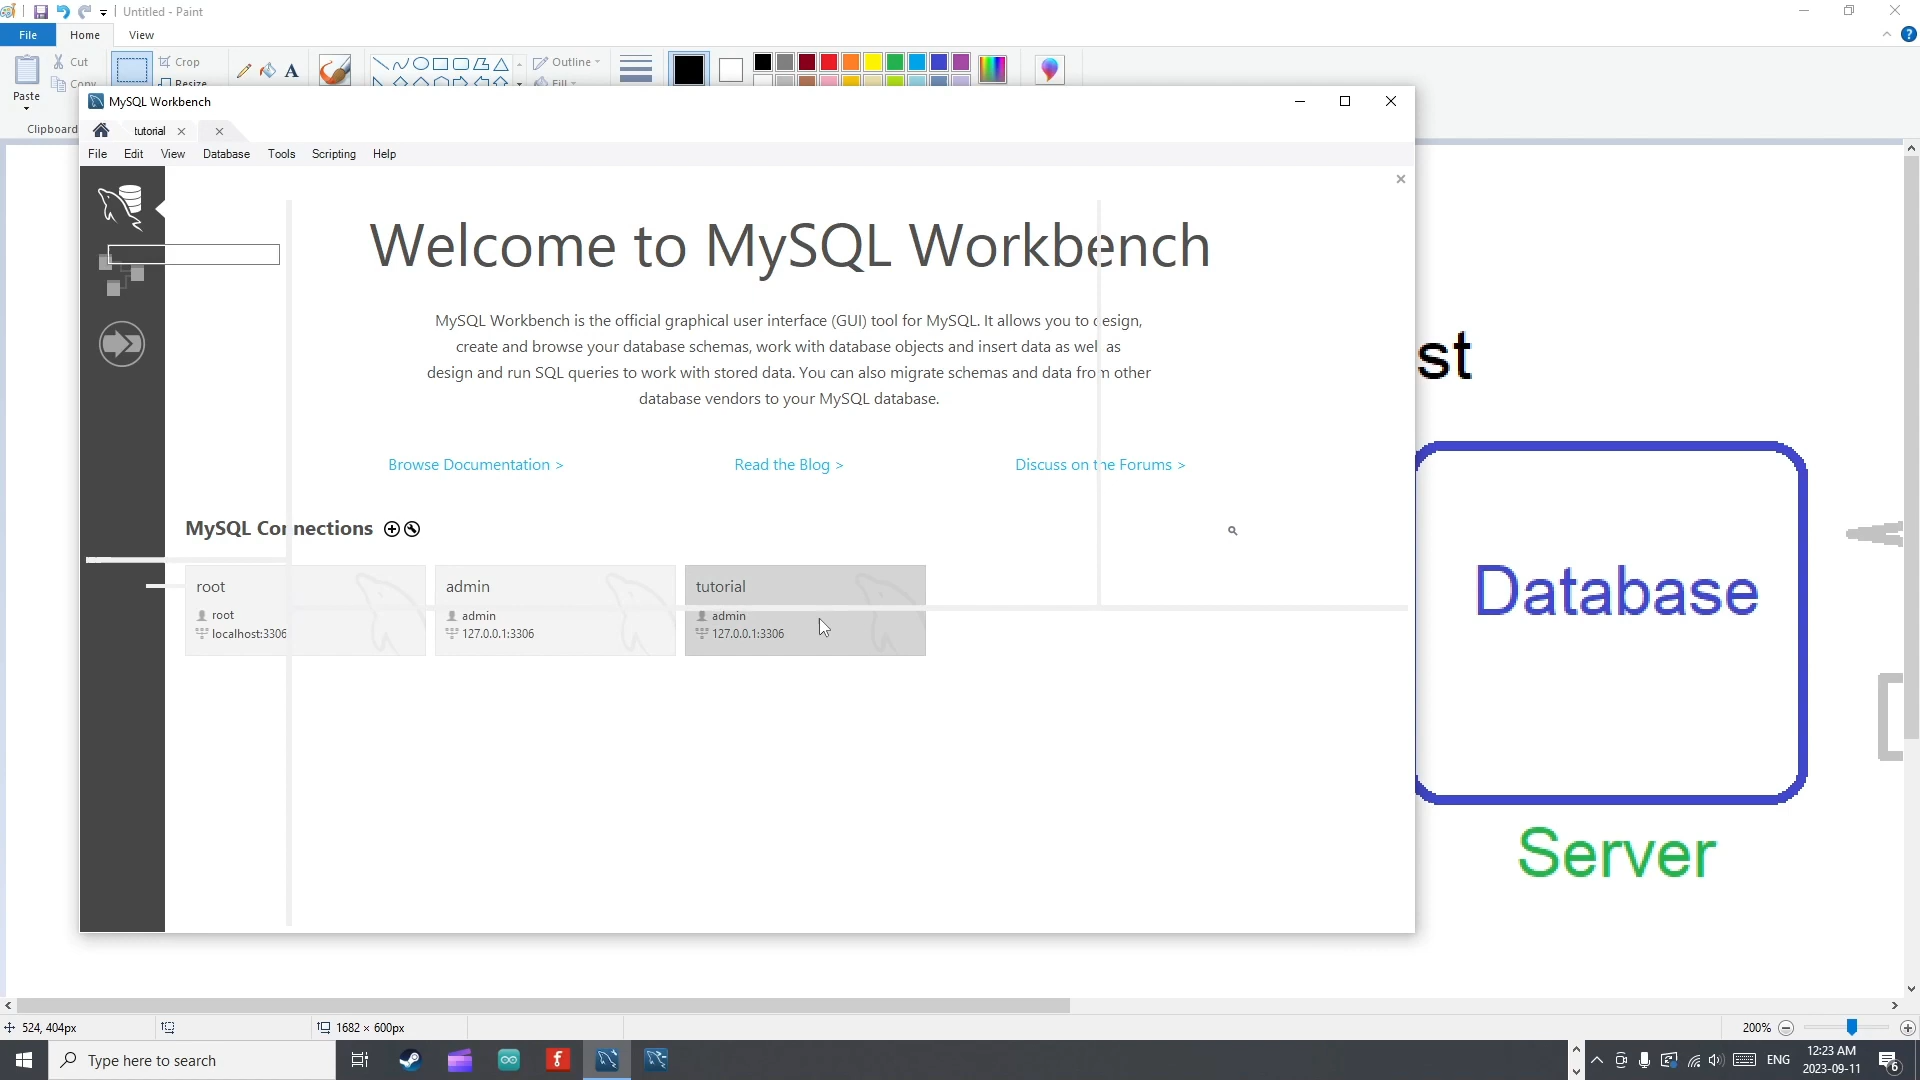 Untitled - Paint
File
Home
View
Paste
Cut
Copy
Crop
Resize
Outline
Fill
Clipboard
MySQL Workbench
tutorial
File
Edit
View
Database
Tools
Scripting
Help
Welcome to MySQL Workbench
MySQL Workbench is the official graphical user interface (GUI) tool for MySQL. It allows you to design,
create and browse your database schemas, work with database objects and insert data as well as
design and run SQL queries to work with stored data. You can also migrate schemas and data from other
database vendors to your MySQL database.
Browse Documentation >
Read the Blog >
Discuss on the Forums >
MySQL Connections
root
root
localhost:3306
admin
admin
127.0.0.1:3306
tutorial
admin
127.0.0.1:3306
st
Database
Server
524, 404px
1682 × 600px
200%
Type here to search
ENG
12:23 AM
2023-09-11
6